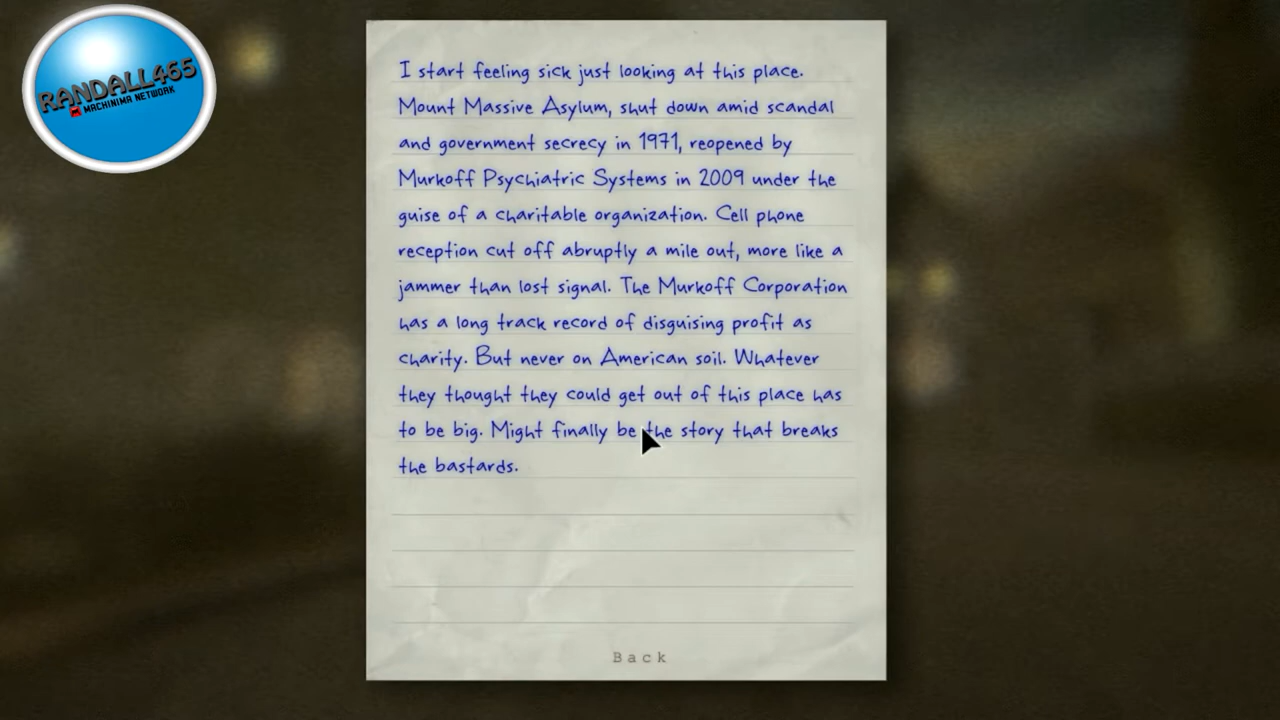 RANDALL465
MACHINIMA NETWORK
I start feeling sick just looking at this place.
Mount Massive Asylum, shut down amid scandal
and government secrecy in 1971, reopened by
Murkoff Psychiatric Systems in 2009 under the
guise of a charitable organization. Cell phone
reception cut off abruptly a mile out, more like a
jammer than lost signal. The Murkoff Corporation
has a long track record of disguising profit as
charity. But never on American soil. Whatever
they thought they could get out of this place has
to be big. Might finally be the story that breaks
the bastards.
Back